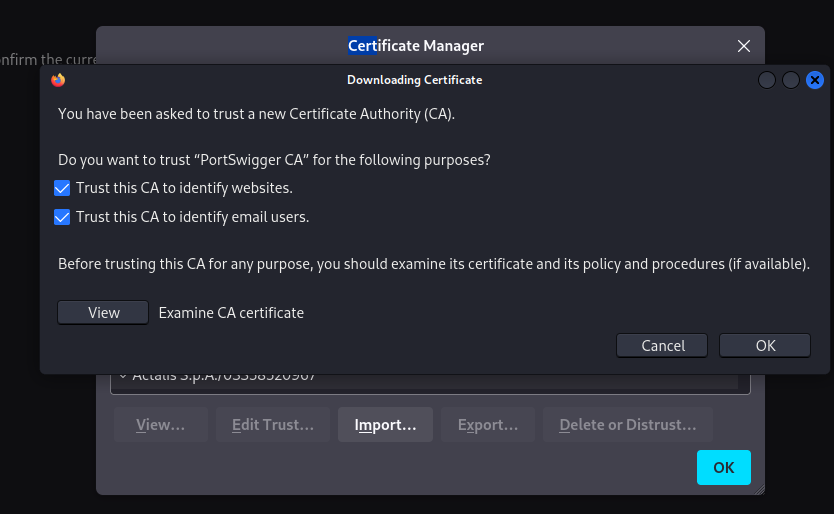 Certificate Manager
onfirm the curre
Downloading Certificate
You have been asked to trust a new Certificate Authority (CA).
Do you want to trust “PortSwigger CA” for the following purposes?
Trust this CA to identify websites.
Trust this CA to identify email users.
Before trusting this CA for any purpose, you should examine its certificate and its policy and procedures (if available).
View Examine CA certificate
Cancel OK
Actalis S.p.A./03358520967
View... Edit Trust... Import... Export... Delete or Distrust...
OK